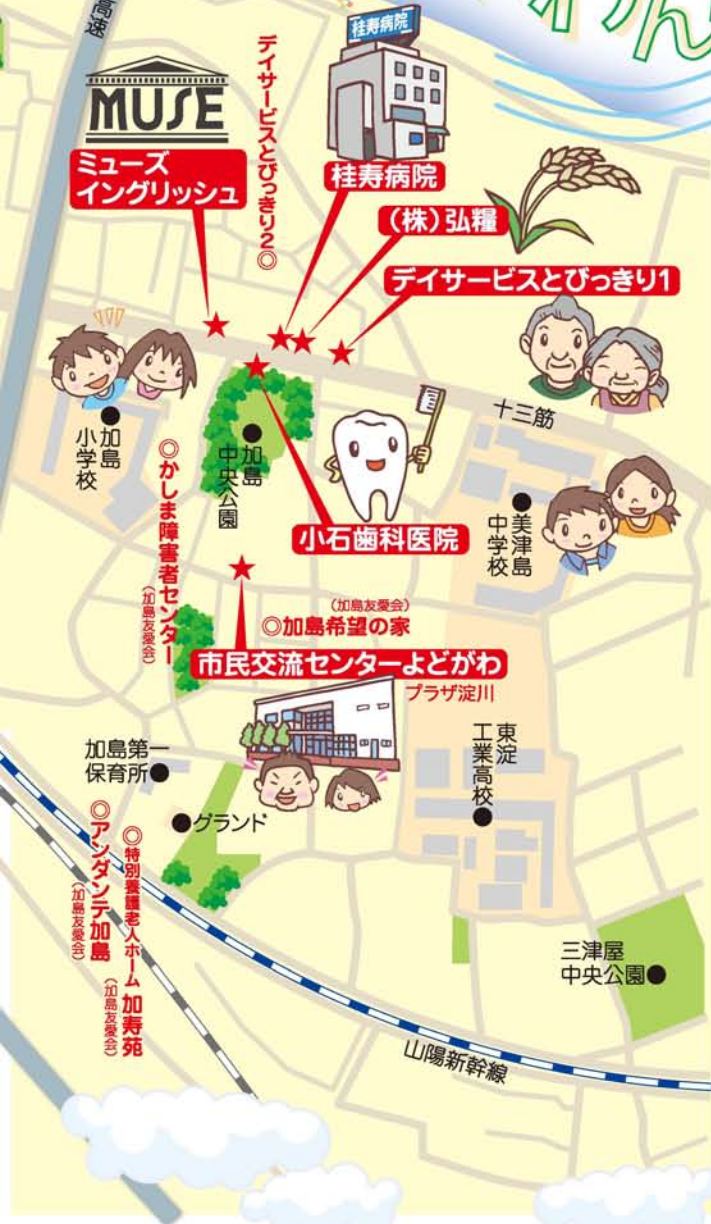 高速
わん
桂寿病院
MUSE
ミューズ
イングリッシュ
デイサービスとびっきり2◎
桂寿病院
(株)弘糧
デイサービスとびっきり1
十三筋
加島
小学校
加島
中央公園
美津島
中学校
小石歯科医院
◎かしま障害者センター
(加島友愛会)
(加島友愛会)
◎加島希望の家
市民交流センターよどがわ
プラザ淀川
加島第一
保育所
東淀
工業高校
グランド
◎特別養護老人ホーム 加寿苑
(加島友愛会)
◎アンダンテ加島
(加島友愛会)
三津屋
中央公園
山陽新幹線